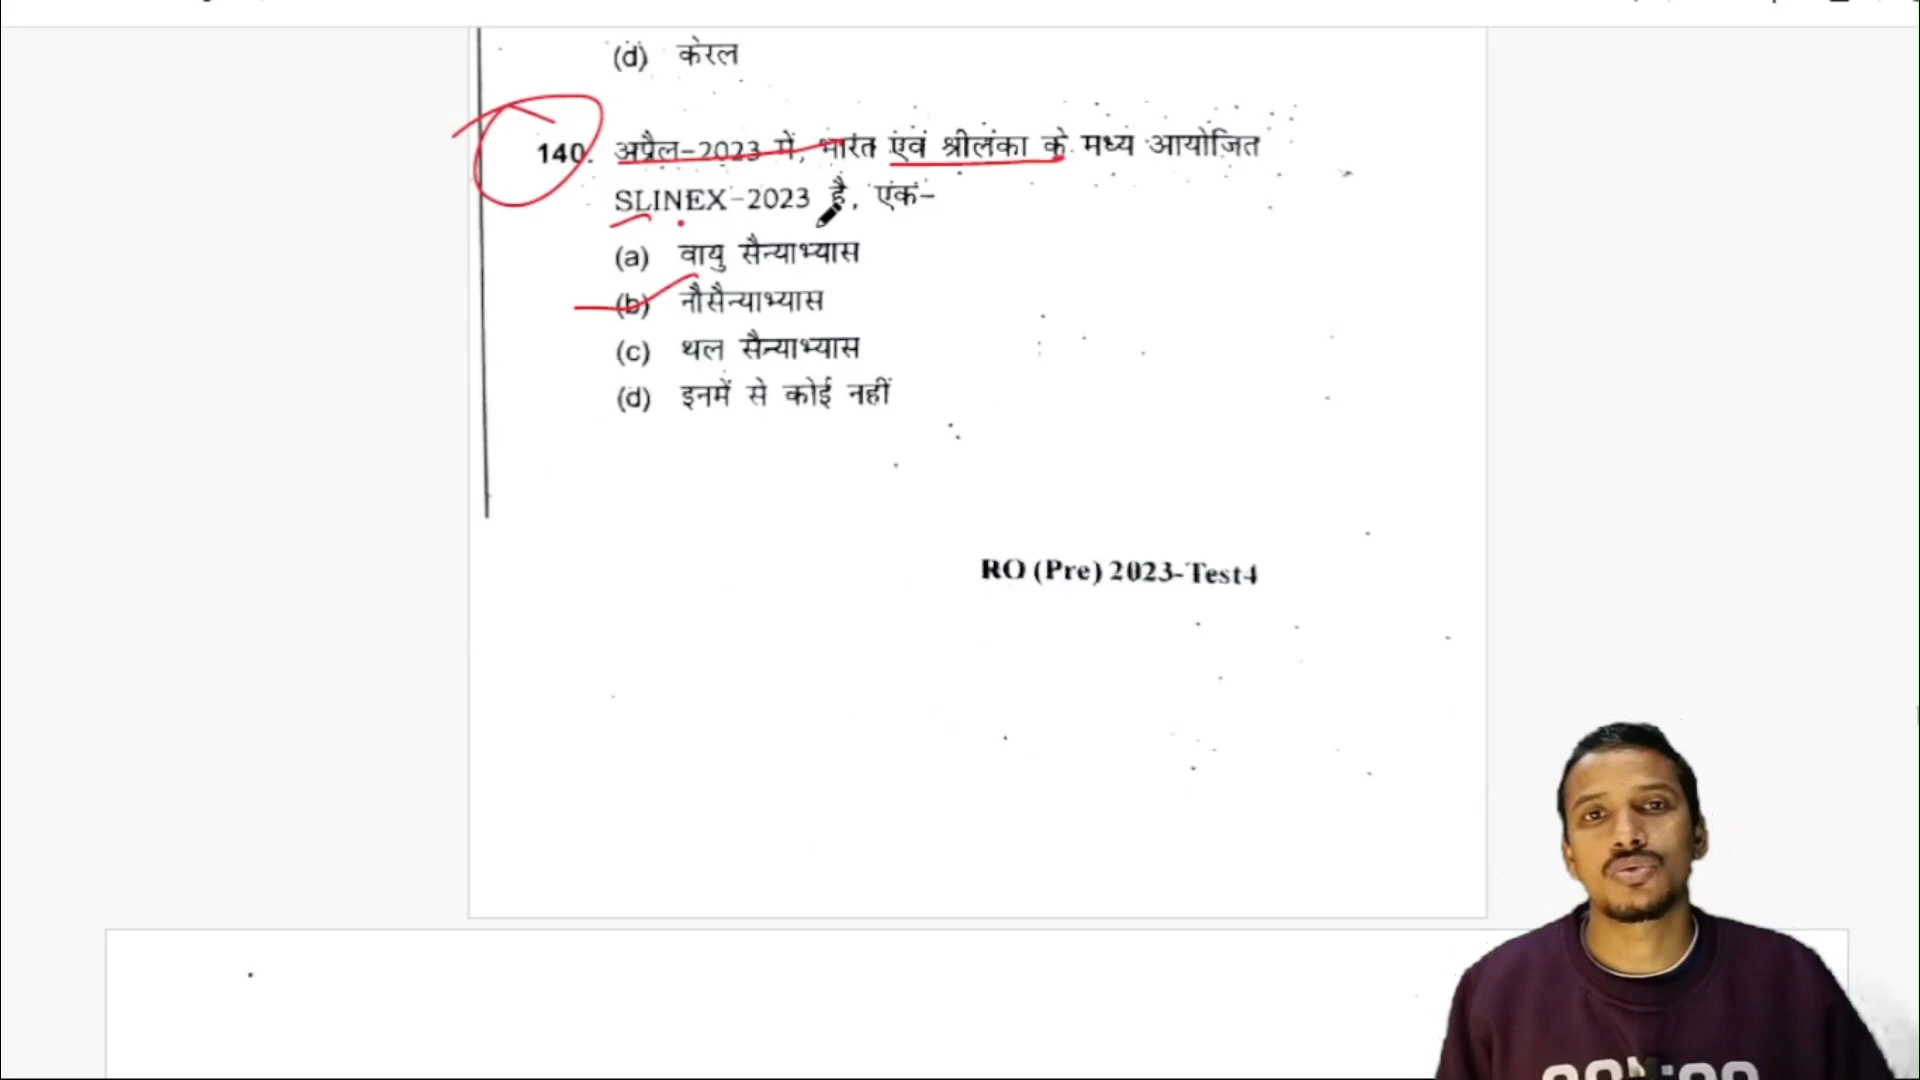 (d) केरल
140. अप्रैल-2023 में, भारत एवं श्रीलंका के मध्य आयोजित
SLINEX-2023 है, एक-
(a) वायु सैन्याभ्यास
(b) नौसैन्याभ्यास
(c) थल सैन्याभ्यास
(d) इनमें से कोई नहीं
RO (Pre) 2023-Test4